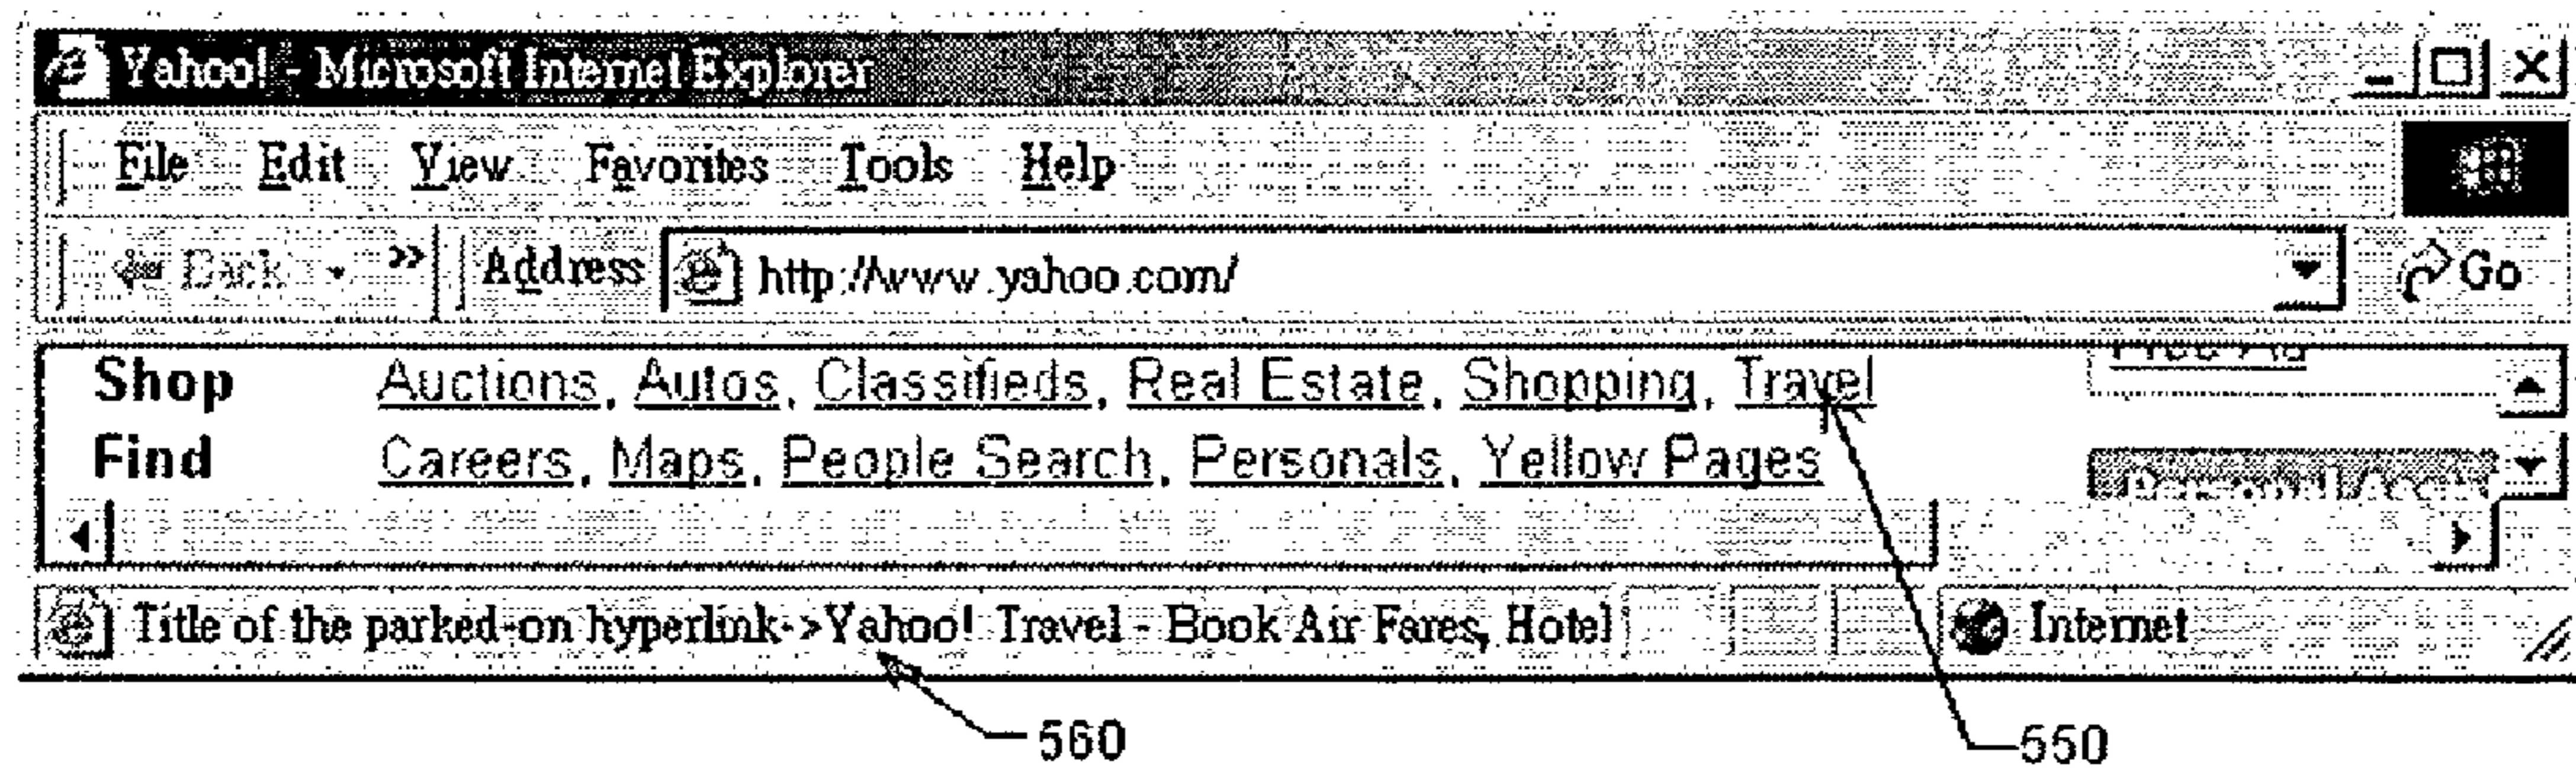 Yahoo! - Microsoft Internet Explorer
File Edit View Favorites Tools Help
Back » Address http://www.yahoo.com/ Go
Shop Auctions, Autos, Classifieds, Real Estate, Shopping, Travel
Find Careers, Maps, People Search, Personals, Yellow Pages
Title of the parked-on hyperlink->Yahoo! Travel - Book Air Fares, Hotel Internet
560 550